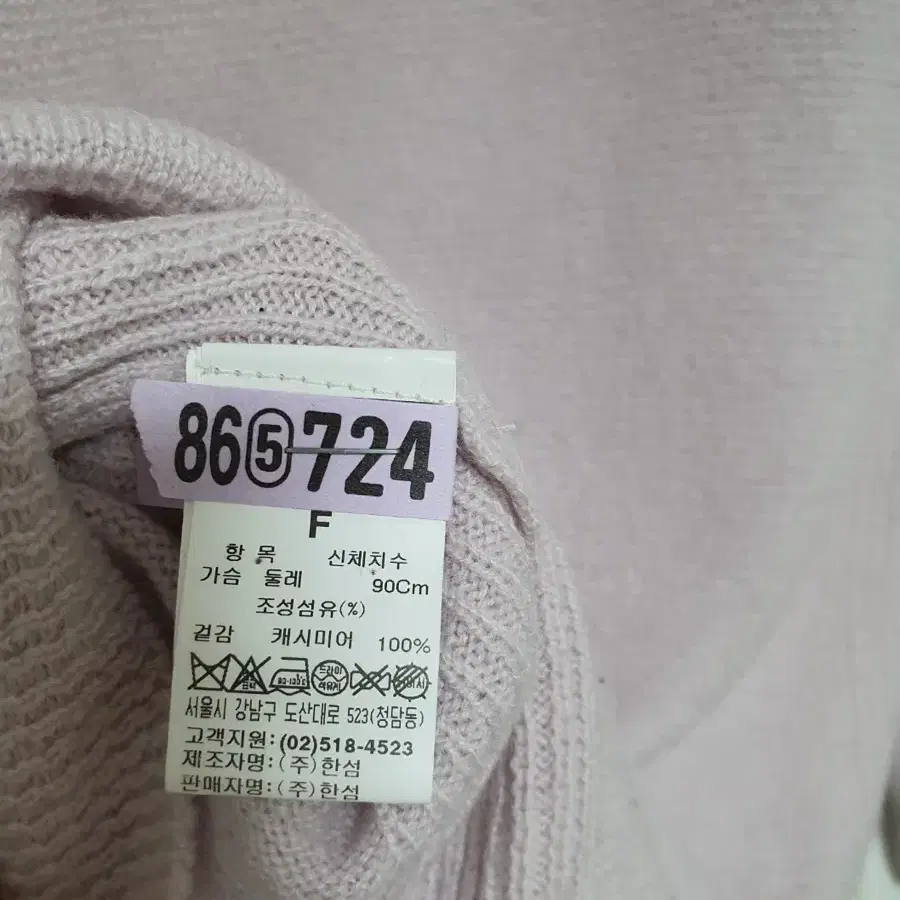 86⑤724
F
항 목 신체치수
가슴 둘레 90Cm
조성섬유(%)
겉감 캐시미어 100%
서울시 강남구 도산대로 523(청담동)
고객지원:(02)518-4523
제조자명:(주)한섬
판매자명:(주)한섬